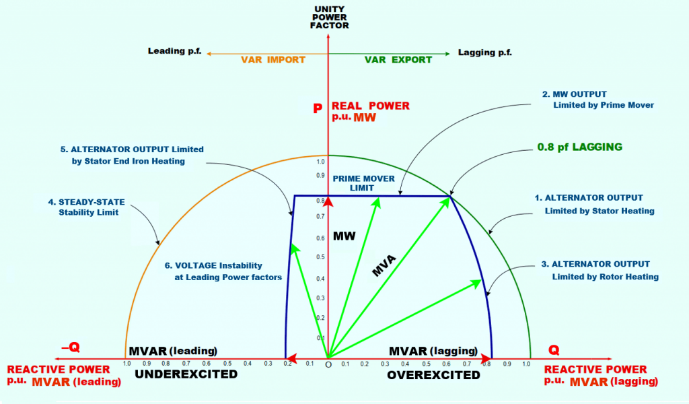 UNITY
POWER
FACTOR
Leading p.f.
Lagging p.f.
VAR IMPORT
VAR EXPORT
2. MW OUTPUT
Limited by Prime Mover
P
REAL POWER
p.u. MW
5. ALTERNATOR OUTPUT Limited
by Stator End Iron Heating
0.8 pf LAGGING
1.0
0.9
PRIME MOVER
LIMIT
0.8
0.7
4. STEADY-STATE
Stability Limit
1. ALTERNATOR OUTPUT
Limited by Stator Heating
MW
0.6
0.5
MVA
6. VOLTAGE Instability
at Leading Power factors
3. ALTERNATOR OUTPUT
Limited by Rotor Heating
0.4
0.3
0.2
0.1
–Q
MVAR (leading)
MVAR (lagging)
Q
REACTIVE POWER
p.u. MVAR (leading)
1.0 0.9 0.8 0.7 0.6 0.5 0.4 0.3 0.2 0.1 O 0.1 0.2 0.3 0.4 0.5 0.6 0.7 0.8 0.9 1.0
UNDEREXCITED
OVEREXCITED
REACTIVE POWER
p.u. MVAR (lagging)